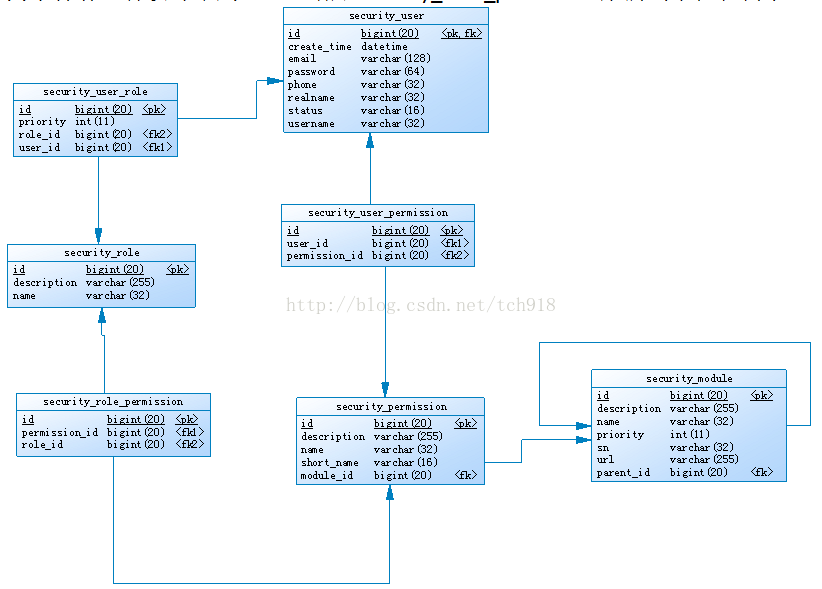 security_user
id bigint(20) <pk,fk>
create_time datetime
email varchar(128)
password varchar(64)
phone varchar(32)
realname varchar(32)
status varchar(16)
username varchar(32)
security_user_role
id bigint(20) <pk>
priority int(11)
role_id bigint(20) <fk2>
user_id bigint(20) <fk1>
security_user_permission
id bigint(20) <pk>
user_id bigint(20) <fk1>
permission_id bigint(20) <fk2>
security_role
id bigint(20) <pk>
description varchar(255)
name varchar(32)
http://blog.csdn.net/tch918
security_role_permission
id bigint(20) <pk>
permission_id bigint(20) <fk1>
role_id bigint(20) <fk2>
security_permission
id bigint(20) <pk>
description varchar(255)
name varchar(32)
short_name varchar(16)
module_id bigint(20) <fk>
security_module
id bigint(20) <pk>
description varchar(255)
name varchar(32)
priority int(11)
sn varchar(32)
url varchar(255)
parent_id bigint(20) <fk>